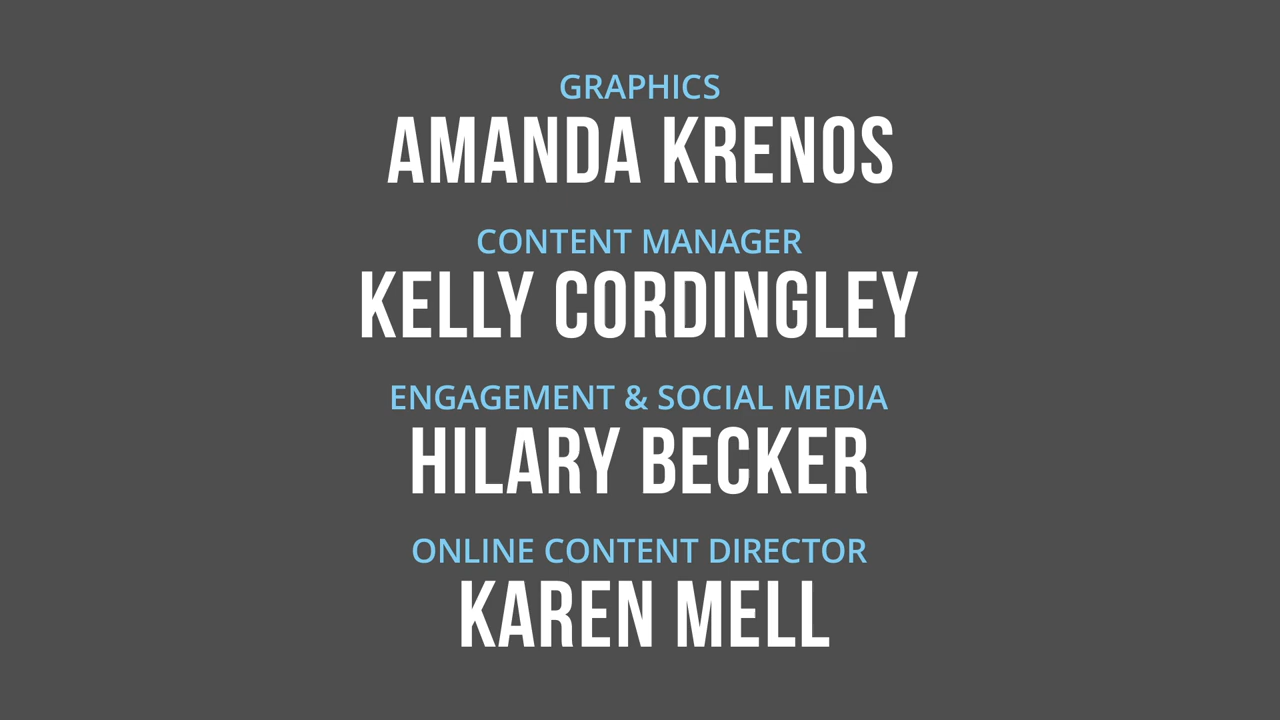 GRAPHICS
AMANDA KRENOS
CONTENT MANAGER
KELLY CORDINGLEY
ENGAGEMENT & SOCIAL MEDIA
HILARY BECKER
ONLINE CONTENT DIRECTOR
KAREN MELL